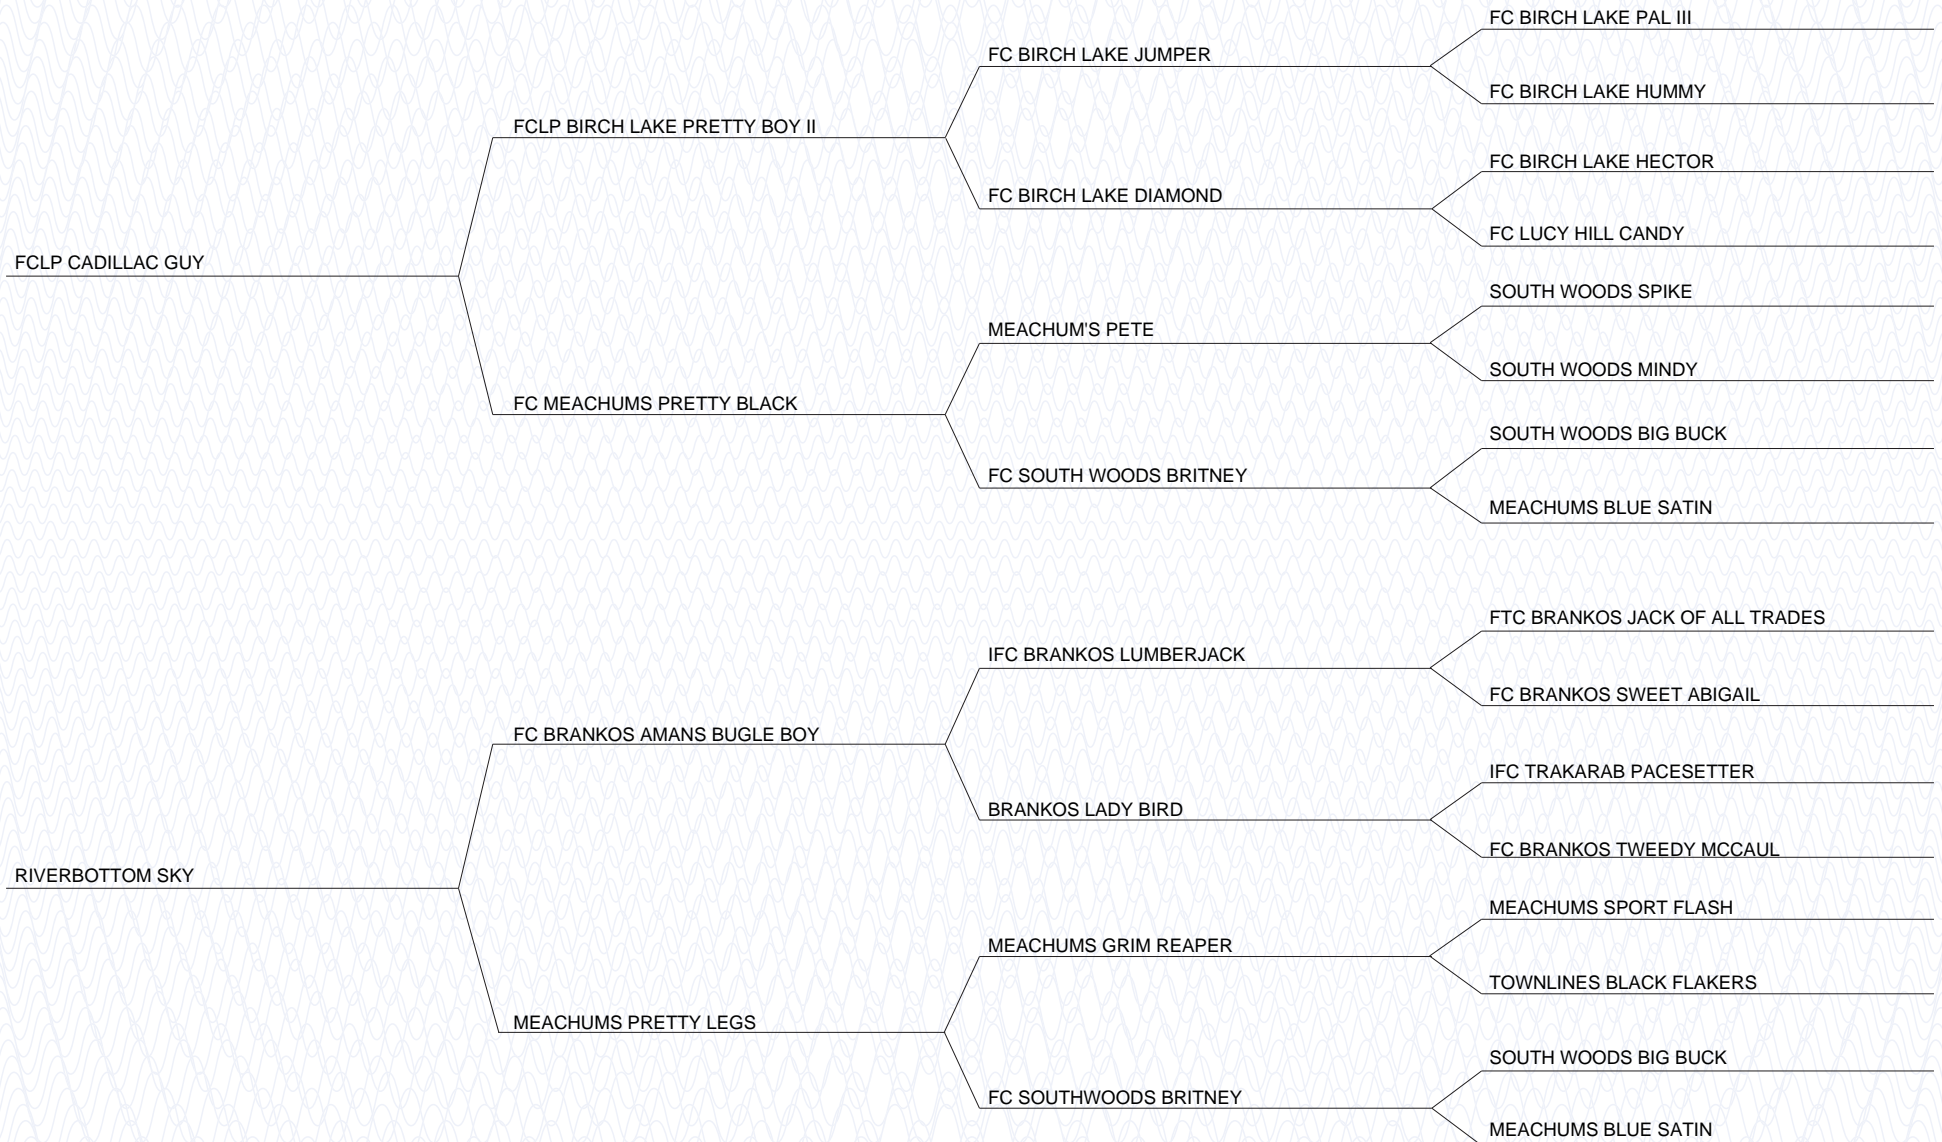 FC BIRCH LAKE PAL III
FC BIRCH LAKE JUMPER
FC BIRCH LAKE HUMMY
FCLP BIRCH LAKE PRETTY BOY II
FC BIRCH LAKE HECTOR
FC BIRCH LAKE DIAMOND
FC LUCY HILL CANDY
FCLP CADILLAC GUY
SOUTH WOODS SPIKE
MEACHUM'S PETE
SOUTH WOODS MINDY
FC MEACHUMS PRETTY BLACK
SOUTH WOODS BIG BUCK
FC SOUTH WOODS BRITNEY
MEACHUMS BLUE SATIN
FTC BRANKOS JACK OF ALL TRADES
IFC BRANKOS LUMBERJACK
FC BRANKOS SWEET ABIGAIL
FC BRANKOS AMANS BUGLE BOY
IFC TRAKARAB PACESETTER
BRANKOS LADY BIRD
FC BRANKOS TWEEDY MCCAUL
RIVERBOTTOM SKY
MEACHUMS SPORT FLASH
MEACHUMS GRIM REAPER
TOWNLINES BLACK FLAKERS
MEACHUMS PRETTY LEGS
SOUTH WOODS BIG BUCK
FC SOUTHWOODS BRITNEY
MEACHUMS BLUE SATIN